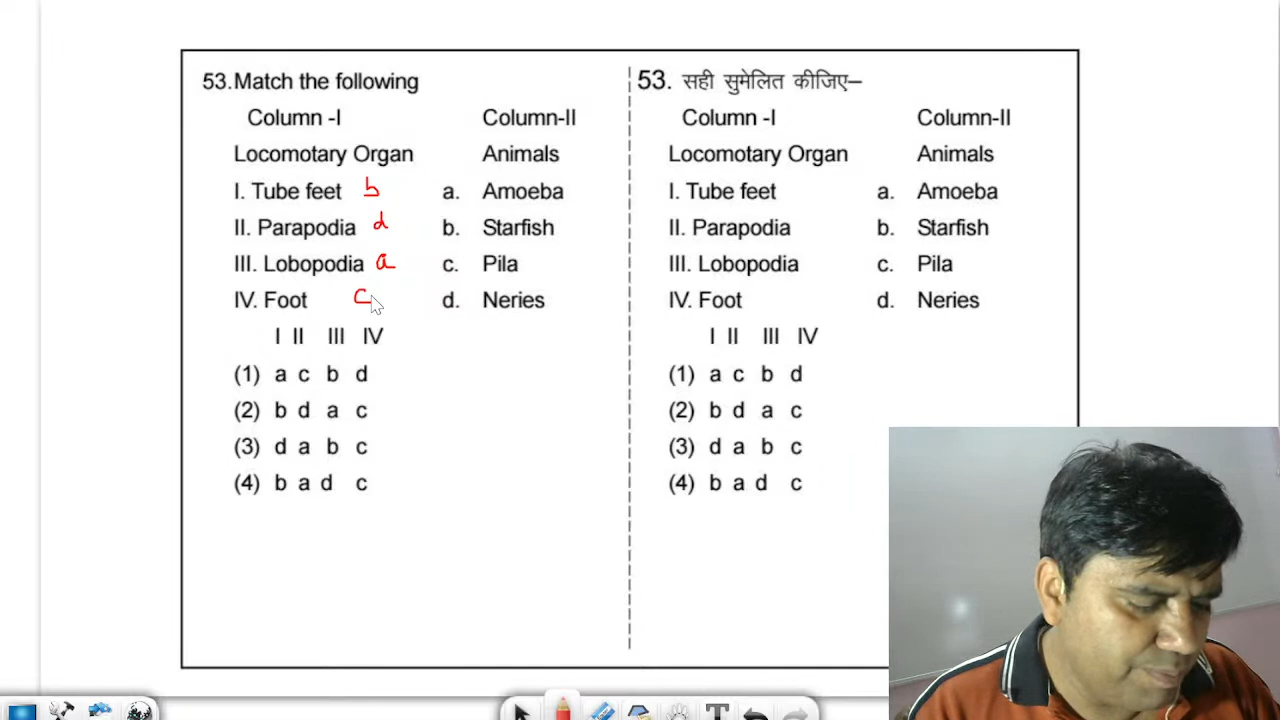 53.Match the following
Column -I Column-II
Locomotary Organ Animals
I. Tube feet b a. Amoeba
II. Parapodia d b. Starfish
III. Lobopodia a c. Pila
IV. Foot c d. Neries
I II III IV
(1) a c b d
(2) b d a c
(3) d a b c
(4) b a d c
53. सही सुमेलित कीजिए–
Column -I Column-II
Locomotary Organ Animals
I. Tube feet a. Amoeba
II. Parapodia b. Starfish
III. Lobopodia c. Pila
IV. Foot d. Neries
I II III IV
(1) a c b d
(2) b d a c
(3) d a b c
(4) b a d c